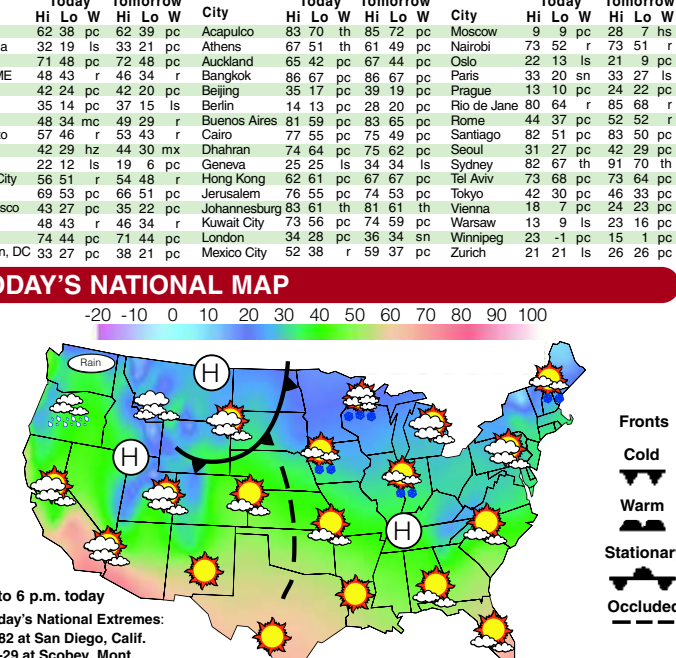 Today Tomorrow City Today Tomorrow City Today Tomorrow
Hi Lo W Hi Lo W Hi Lo W Hi Lo W Hi Lo W Hi Lo W
62 38 pc 62 39 pc Acapulco 83 70 th 85 72 pc Moscow 9 9 pc 28 7 hs
a 32 19 ls 33 21 pc Athens 67 51 th 61 49 pc Nairobi 73 52 r 73 51 r
71 48 pc 72 48 pc Auckland 65 42 pc 67 44 pc Oslo 22 13 ls 21 9 pc
ME 48 43 r 46 34 r Bangkok 86 67 pc 86 67 pc Paris 33 20 sn 33 27 ls
42 24 pc 42 20 pc Beijing 35 17 pc 39 19 pc Prague 13 10 pc 24 22 pc
35 14 pc 37 15 ls Berlin 14 13 pc 28 20 pc Rio de Jane 80 64 r 85 68 r
48 34 mc 49 29 r Buenos Aires 81 59 pc 83 65 pc Rome 44 37 pc 52 52 r
to 57 46 r 53 43 r Cairo 77 55 pc 75 49 pc Santiago 82 51 pc 83 50 pc
42 29 hz 44 30 mx Dhahran 74 64 pc 75 62 pc Seoul 31 27 pc 42 29 pc
22 12 ls 19 6 pc Geneva 25 25 ls 34 34 ls Sydney 82 67 th 91 70 th
City 56 51 r 54 48 r Hong Kong 62 61 pc 67 67 pc Tel Aviv 73 68 pc 73 64 pc
69 53 pc 66 51 pc Jerusalem 76 55 pc 74 53 pc Tokyo 42 30 pc 46 33 pc
sco 43 27 pc 35 22 pc Johannesburg 83 61 th 81 61 th Vienna 18 7 pc 24 23 pc
48 43 r 46 34 r Kuwait City 73 56 pc 74 59 pc Warsaw 13 9 ls 23 16 pc
74 44 pc 71 44 pc London 34 28 pc 36 34 sn Winnipeg 23 -1 pc 15 1 pc
n, DC 33 27 pc 38 21 pc Mexico City 52 38 r 59 37 pc Zurich 21 21 ls 26 26 pc
ODAY'S NATIONAL MAP
-20 -10 0 10 20 30 40 50 60 70 80 90 100
Rain
H
H
H
Fronts
Cold
Warm
Stationar
Occluded
to 6 p.m. today
day's National Extremes:
82 at San Diego, Calif.
-29 at Scobey, Mont.